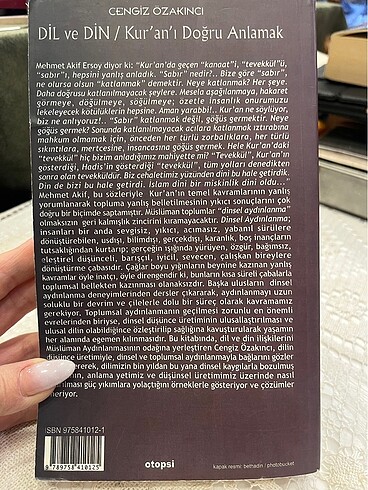 CENGİZ ÖZAKINCI
DİL ve DİN / Kur'an'ı Doğru Anlamak
Mehmet Akif Ersoy diyor ki: "Kur'an'da geçen "kanaat"i, "tevekkül"ü,
"sabır"ı, hepsini yanlış anladık. "Sabır" nedir?.. Bize göre "sabır",
ne olursa olsun "katlanmak" demektir. Neye katlanmak? Her şeye.
Daha doğrusu katlanılmayacak şeylere. Mesela aşağılanmaya, hakaret
görmeye, döğülmeye, söğülmeye; özetle insanlık onurumuzu
lekeleyecek kötülüklerin hepsine. Aman yarabbi!.. Kur'an ne söylüyor,
biz ne anlıyoruz!.. "Sabır" katlanmak değil, göğüs germektir. Neye
göğüs germek? Sonunda katlanılmayacak acılara katlanmak ıztırabına
mahkum olmamak için, önceden her türlü zorbalıklara, her türlü
sıkıntılara, mertcesine, insancasına göğüs germek. Hele Kur'an'daki
"tevekkül" hiç bizim anladığımız mahiyette mi? "Tevekkül", Kur'an'ın
gösterdiği, Hadis'in gösterdiği "tevekkül", tüm yolları denedikten
sonra olan tevekküldür. Biz cehaletimiz yüzünden dini bu hale getirdik.
Din de bizi bu hale getirdi. İslam dini bir miskinlik dini oldu..."
Mehmet Akif, bu sözleriyle Kur'an'ın temel kavramlarının yanlış
yorumlanarak topluma yanlış belletilmesinin yıkıcı sonuçlarını çok
doğru bir biçimde saptamıştır. Müslüman toplumlar "dinsel aydınlanma"
olmaksızın geri kalmışlık zincirini kıramayacaktır. Dinsel Aydınlanma;
insanları bir anda sevgisiz, yıkıcı, acımasız, yabanıl sürülere
dönüştürebilen, usdışı, bilimdışı, gerçekdışı, karanlık, boş inançların
tutsaklığından kurtarıp; gerçeğin ışığında yürüyen, özgür, bağımsız,
eleştirel düşünceli, barışçıl, iyicil, sevecen, çalışkan bireylere
dönüştürme çabasıdır. Çağlar boyu yığınların beynine kazınan yanlış
kavramlar öyle inatçı, öyle direngendir ki, bunların kısa süreli çabalarla
toplumsal bellekten kazınması olanaksızdır. Başka ulusların dinsel
aydınlanma deneyimlerinden dersler çıkararak, aydınlanmayı uzun
soluklu bir devrim ve çilelerle dolu bir süreç olarak kavramamız
gerekiyor. Toplumsal aydınlanmanın geçilmesi zorunlu en önemli
evrelerinden biriyse, dinsel düşünce üretiminin ulusallaştırılması ve
ulusal dilin olabildiğince özleştirilip sağlığına kavuşturularak yaşamın
her alanında egemen kılınmasıdır. Bu kitabında, dil ve din ilişkilerini
Müslüman Aydınlanmasının odağına yerleştiren Cengiz Özakıncı, dilin
düşünce üretimiyle, dinsel ve toplumsal aydınlanmayla bağlarını gözler
ererek, dilimizin bin yıldan bu yana dinsel kaygılarla bozulmuş
nin, anlama yetimiz ve düşünsel üretimimiz üzerinde nasıl
güç yıkımlara yolaçtığını örneklerle gösteriyor ve çözümler
neriyor.
ISBN 975841012-1
9 789758 410125
otopsi
kapak resmi: bethadin / photobucket